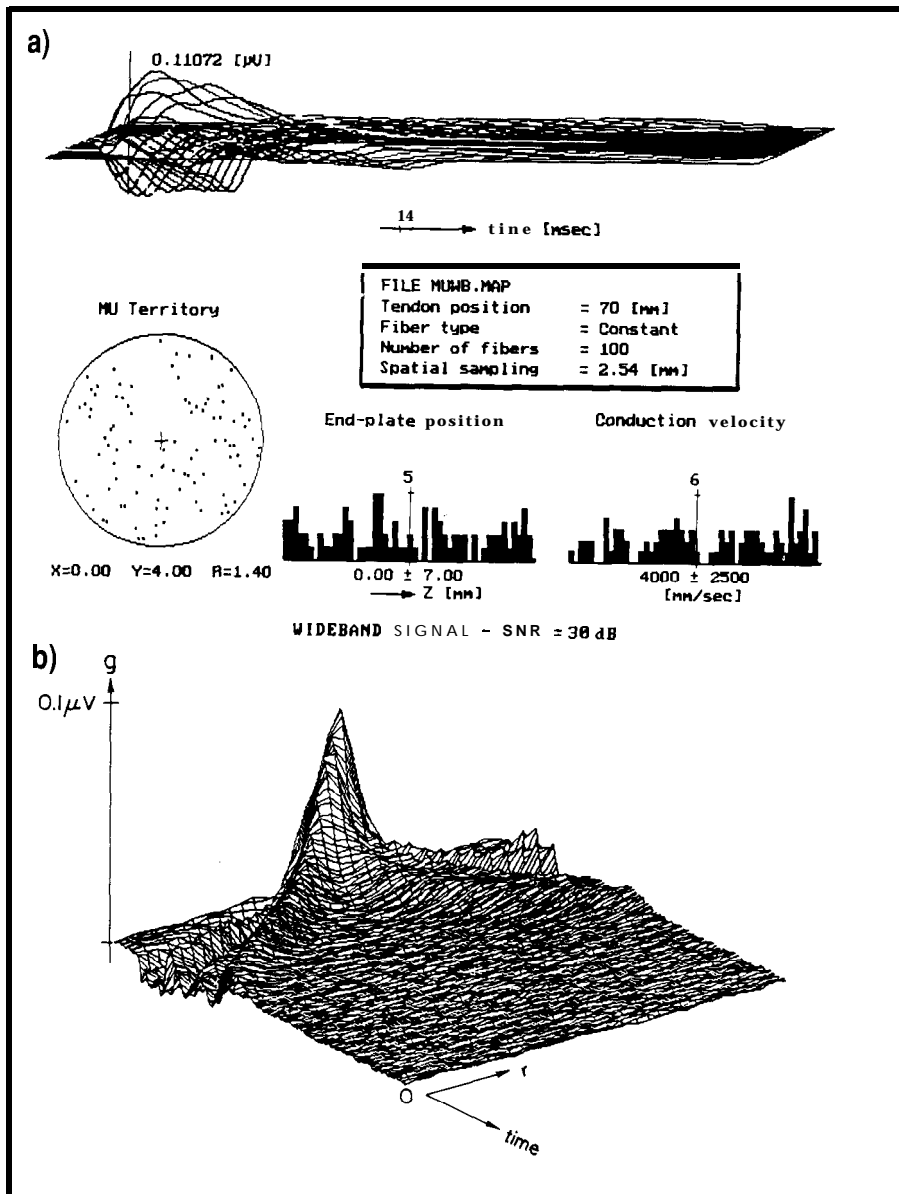 a)
0.11072 [µV]
14
tine [msec]
FILE MUWB.MAP
Tendon position = 70 [mm]
Fiber type = Constant
Number of fibers = 100
Spatial sampling = 2.54 [mm]
MU Territory
End-plate position
Conduction velocity
5
6
X=0.00 Y=4.00 R=1.40
0.00 ± 7.00
Z [mm]
4000 ± 2500
[mm/sec]
WIDEBAND SIGNAL - SNR = 30 dB
b)
g
0.1µV
r
O
time